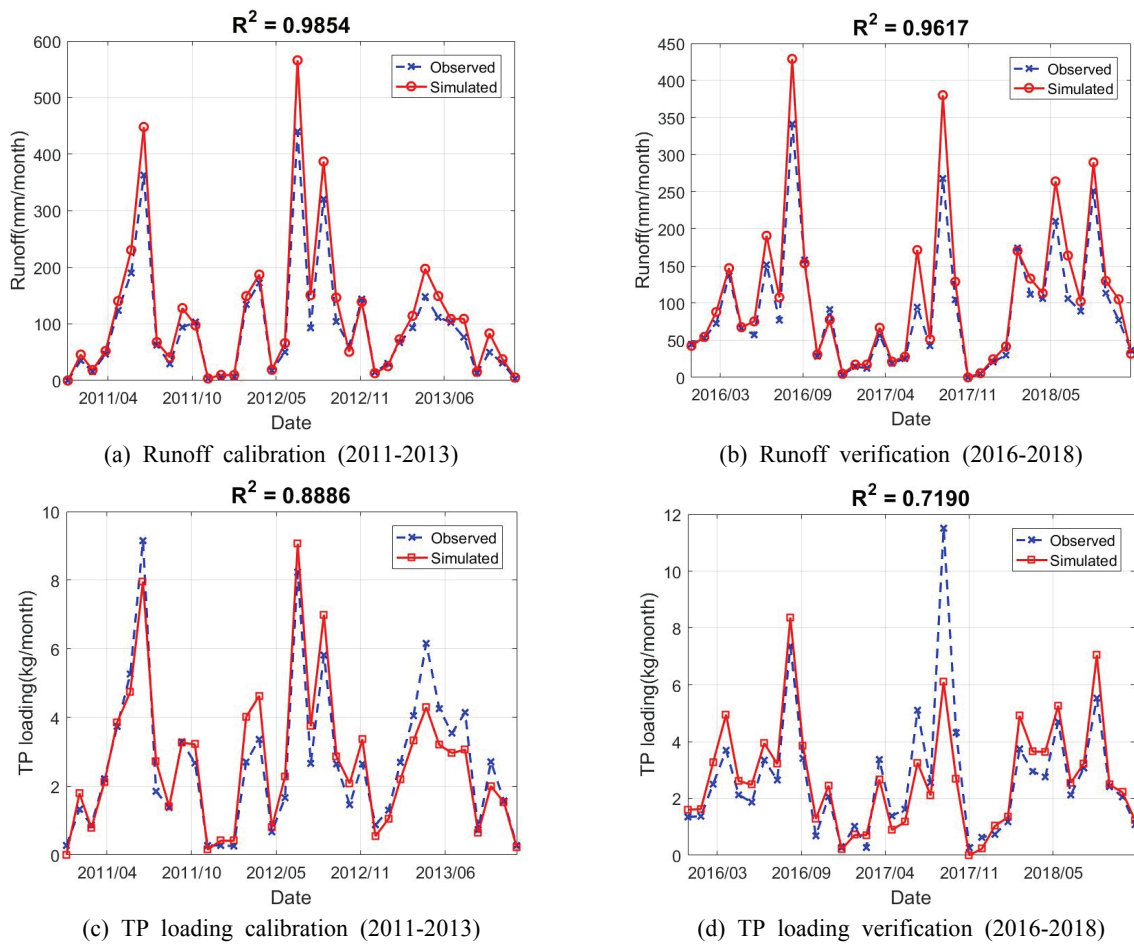 R² = 0.9854
600
500
400
300
200
100
0
Runoff(mm/month)
Observed
Simulated
2011/04 2011/10 2012/05 2012/11 2013/06
Date
(a) Runoff calibration (2011-2013)
R² = 0.9617
450
400
350
300
250
200
150
100
50
0
Runoff(mm/month)
Observed
Simulated
2016/03 2016/09 2017/04 2017/11 2018/05
Date
(b) Runoff verification (2016-2018)
R² = 0.8886
10
8
6
4
2
0
TP loading(kg/month)
Observed
Simulated
2011/04 2011/10 2012/05 2012/11 2013/06
Date
(c) TP loading calibration (2011-2013)
R² = 0.7190
12
10
8
6
4
2
0
TP loading(kg/month)
Observed
Simulated
2016/03 2016/09 2017/04 2017/11 2018/05
Date
(d) TP loading verification (2016-2018)